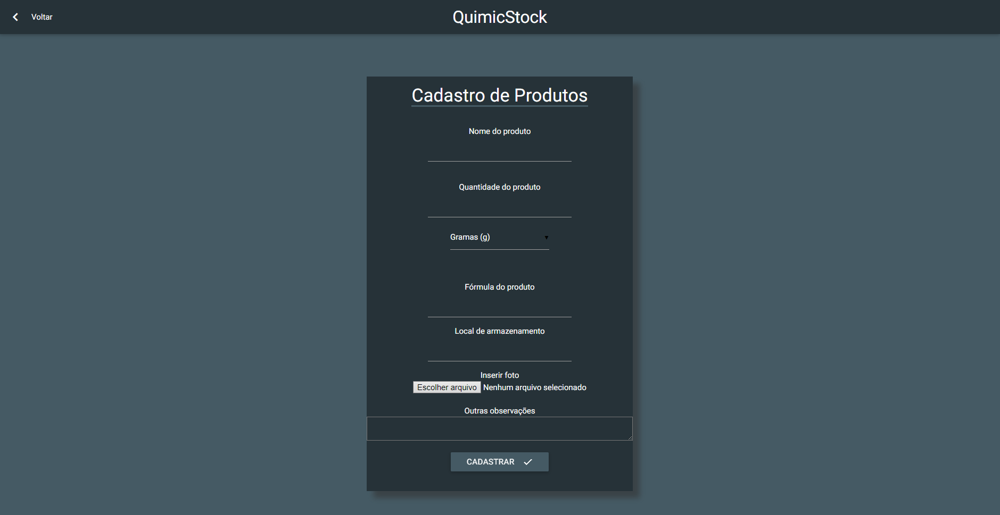 Voltar
QuimicStock
Cadastro de Produtos
Nome do produto
Quantidade do produto
Gramas (g)
Fórmula do produto
Local de armazenamento
Inserir foto
Escolher arquivo Nenhum arquivo selecionado
Outras observações
CADASTRAR